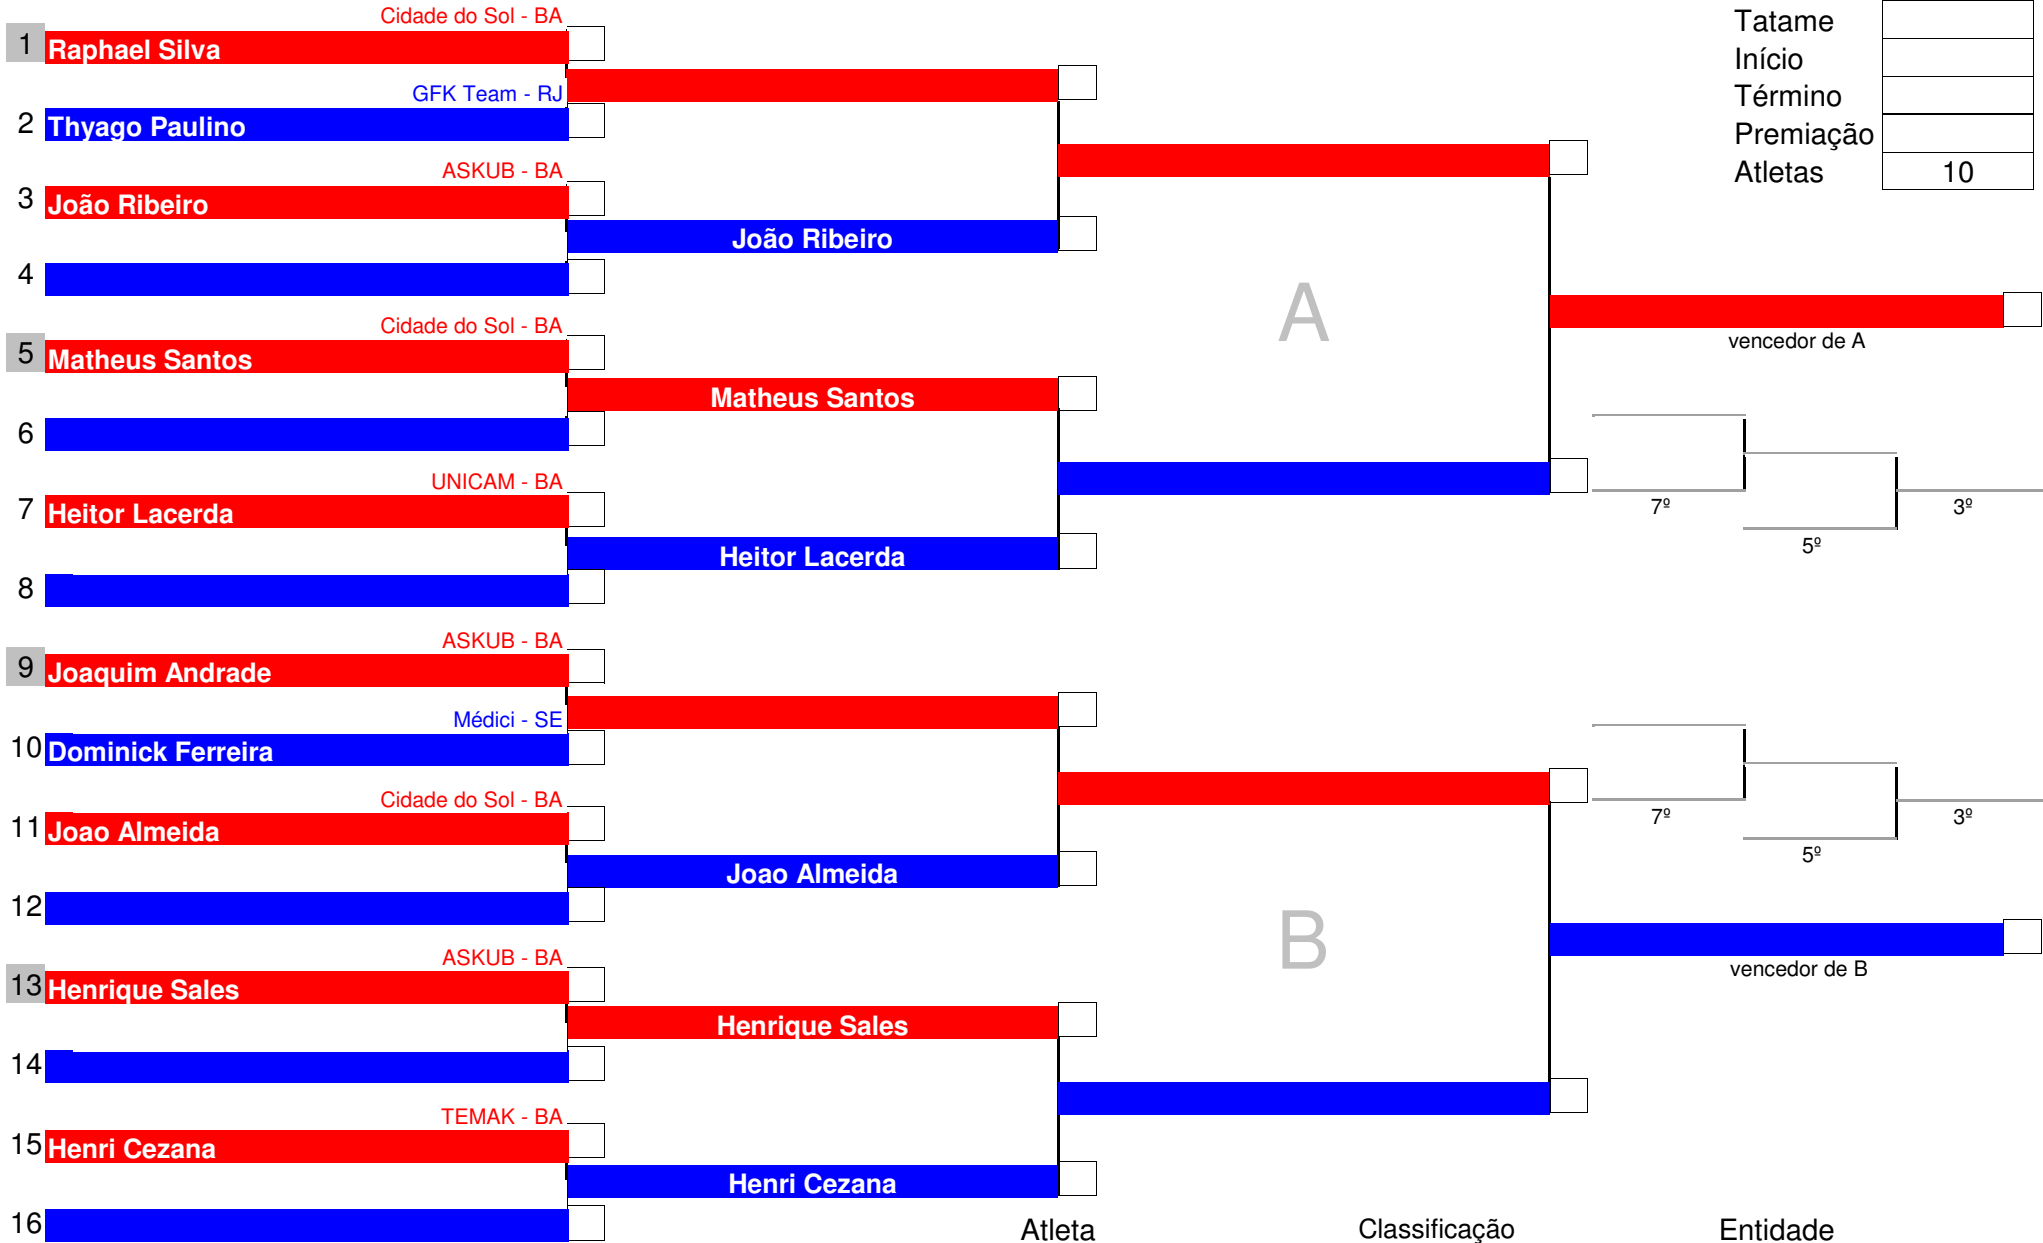 Cidade do Sol - BA
1 Raphael Silva
GFK Team - RJ
2 Thyago Paulino
ASKUB - BA
3 João Ribeiro
João Ribeiro
4
Cidade do Sol - BA
5 Matheus Santos
Matheus Santos
6
UNICAM - BA
7 Heitor Lacerda
Heitor Lacerda
8
ASKUB - BA
9 Joaquim Andrade
Médici - SE
10 Dominick Ferreira
Cidade do Sol - BA
11 Joao Almeida
Joao Almeida
12
ASKUB - BA
13 Henrique Sales
Henrique Sales
14
TEMAK - BA
15 Henri Cezana
Henri Cezana
16
A
B
Tatame
Início
Término
Premiação
Atletas 10
vencedor de A
7º
3º
5º
7º
3º
5º
vencedor de B
Atleta Classificação Entidade